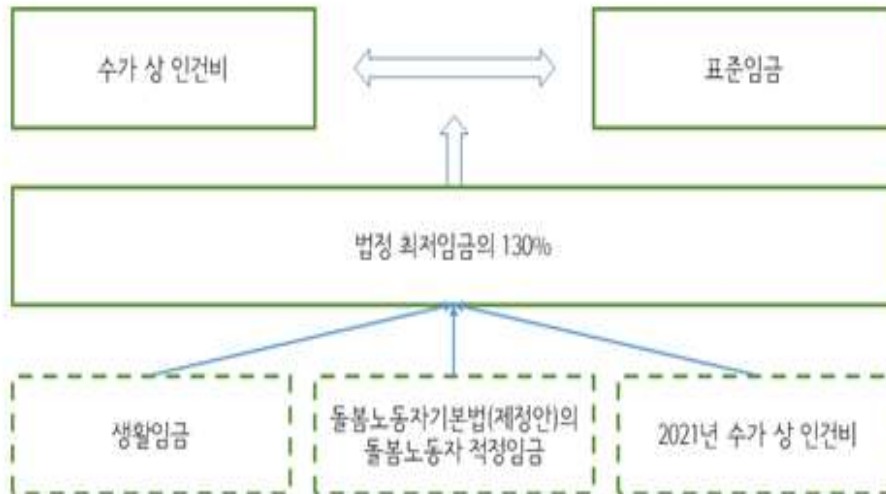 수가 상 인건비
표준임금
법정 최저임금의 130%
생활임금
돌봄노동자기본법(제정안)의
돌봄노동자 적정임금
2021년 수가 상 인건비